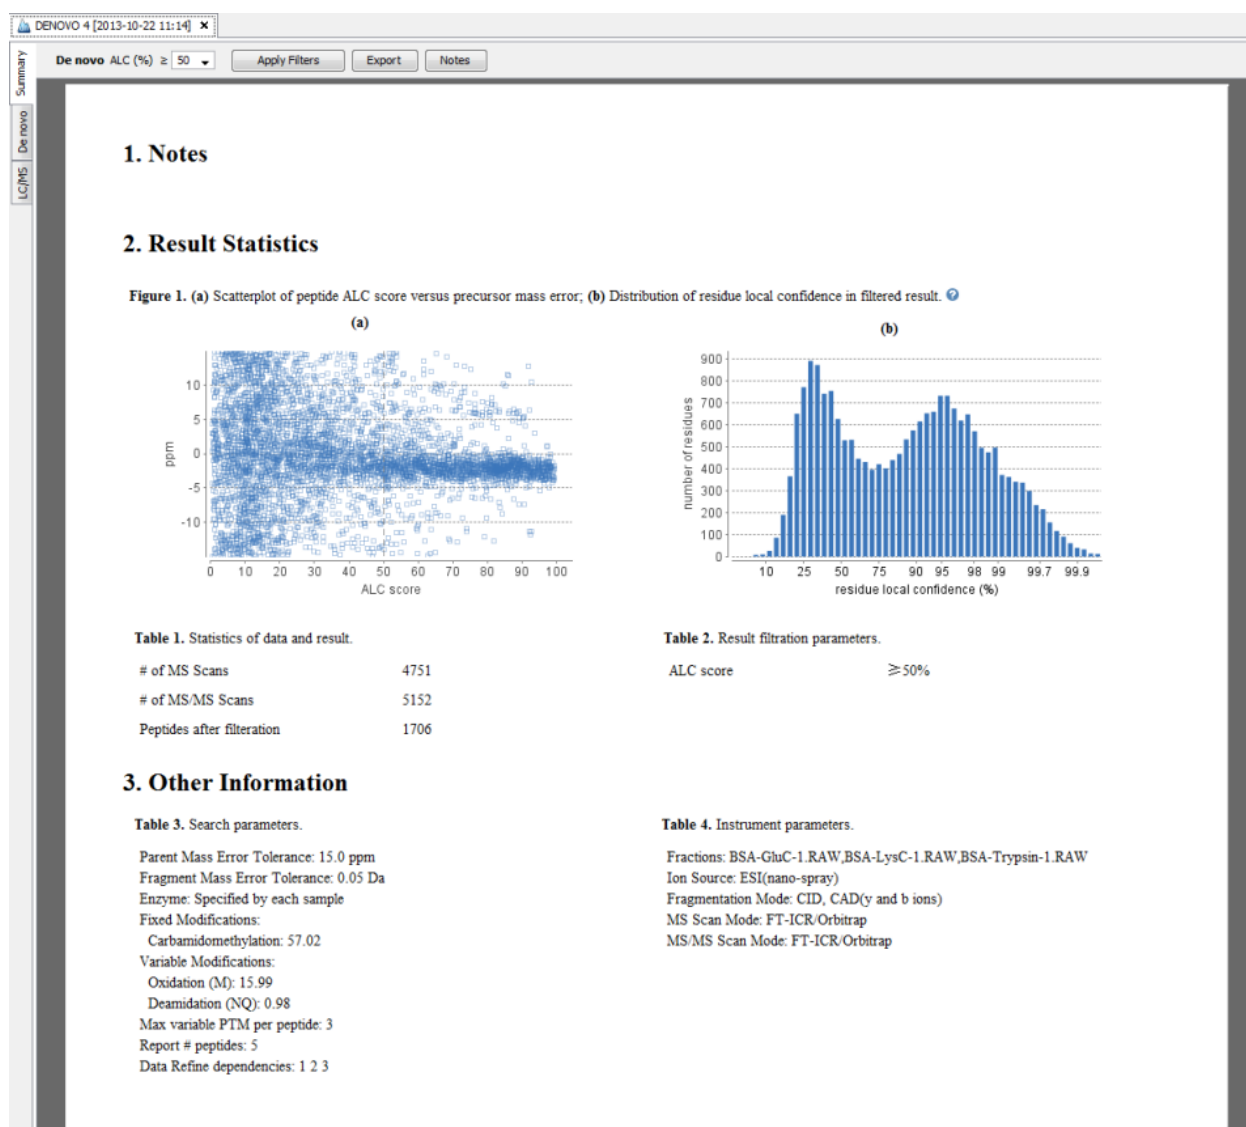 DENOVO 4 [2013-10-22 11:14] ×
Summary
De novo
LC/MS
De novo ALC (%) ≥ 50
Apply Filters
Export
Notes
1. Notes
2. Result Statistics
Figure 1. (a) Scatterplot of peptide ALC score versus precursor mass error; (b) Distribution of residue local confidence in filtered result. ?
(a)
10
5
0
-5
-10
ppm
0 10 20 30 40 50 60 70 80 90 100
ALC score
(b)
900
800
700
600
500
400
300
200
100
0
number of residues
10 25 50 75 90 95 98 99 99.7 99.9
residue local confidence (%)
Table 1. Statistics of data and result.
# of MS Scans 4751
# of MS/MS Scans 5152
Peptides after filteration 1706
Table 2. Result filtration parameters.
ALC score ≥50%
3. Other Information
Table 3. Search parameters.
Parent Mass Error Tolerance: 15.0 ppm
Fragment Mass Error Tolerance: 0.05 Da
Enzyme: Specified by each sample
Fixed Modifications:
Carbamidomethylation: 57.02
Variable Modifications:
Oxidation (M): 15.99
Deamidation (NQ): 0.98
Max variable PTM per peptide: 3
Report # peptides: 5
Data Refine dependencies: 1 2 3
Table 4. Instrument parameters.
Fractions: BSA-GluC-1.RAW,BSA-LysC-1.RAW,BSA-Trypsin-1.RAW
Ion Source: ESI(nano-spray)
Fragmentation Mode: CID, CAD(y and b ions)
MS Scan Mode: FT-ICR/Orbitrap
MS/MS Scan Mode: FT-ICR/Orbitrap